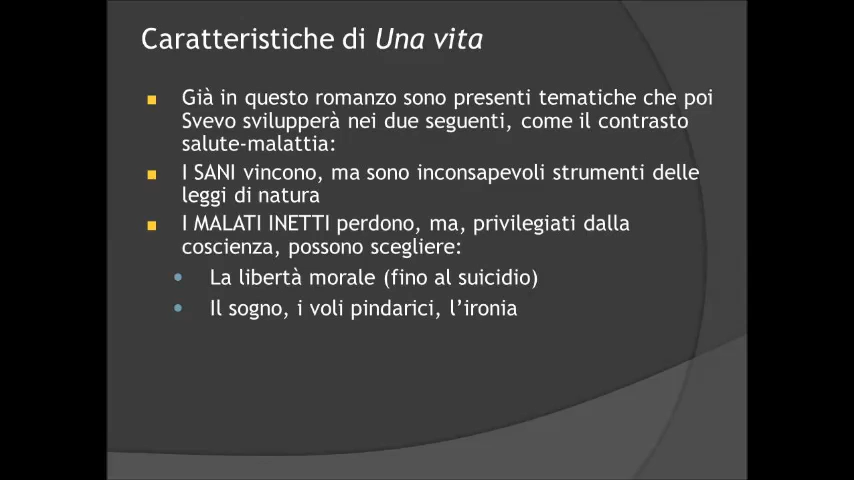 Caratteristiche di Una vita
Già in questo romanzo sono presenti tematiche che poi
Svevo svilupperà nei due seguenti, come il contrasto
salute-malattia:
I SANI vincono, ma sono inconsapevoli strumenti delle
leggi di natura
I MALATI INETTI perdono, ma, privilegiati dalla
coscienza, possono scegliere:
La libertà morale (fino al suicidio)
Il sogno, i voli pindarici, l’ironia